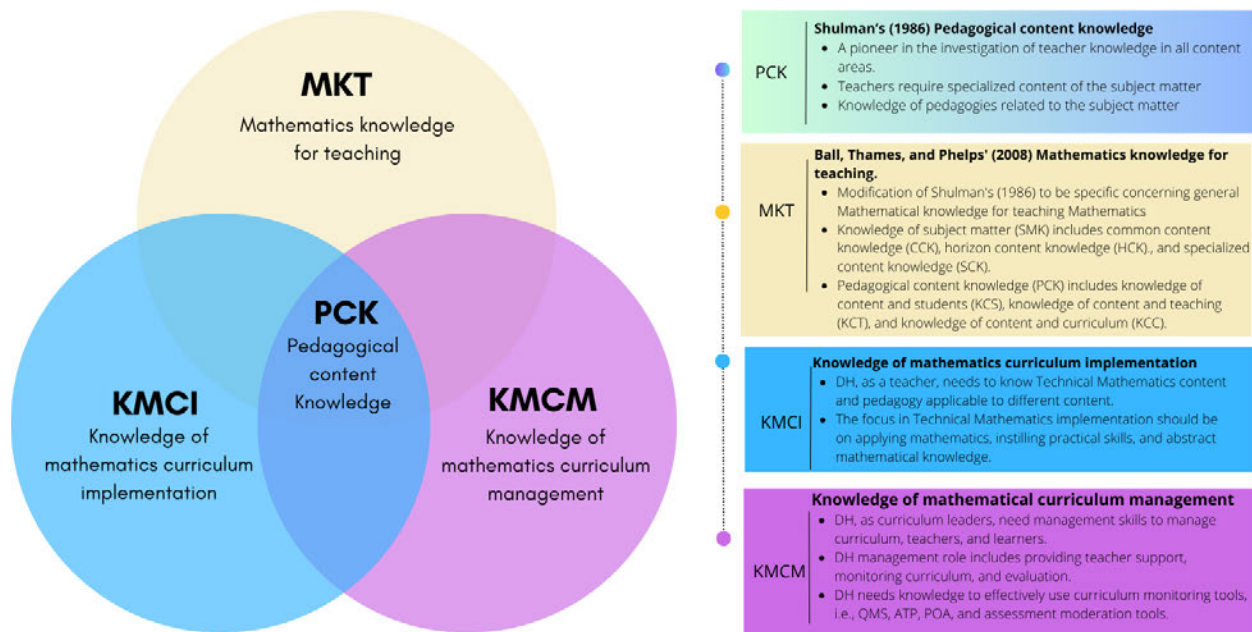 MKT
Mathematics knowledge
for teaching
PCK
Pedagogical
content
Knowledge
KMCI
Knowledge of
mathematics curriculum
implementation
KMCM
Knowledge of
mathematics curriculum
management
PCK
Shulman's (1986) Pedagogical content knowledge
• A pioneer in the investigation of teacher knowledge in all content
areas.
• Teachers require specialized content of the subject matter
• Knowledge of pedagogies related to the subject matter
MKT
Ball, Thames, and Phelps' (2008) Mathematics knowledge for
teaching.
• Modification of Shulman's (1986) to be specific concerning general
Mathematical knowledge for teaching Mathematics
• Knowledge of subject matter (SMK) includes common content
knowledge (CCK), horizon content knowledge (HCK)., and specialized
content knowledge (SCK).
• Pedagogical content knowledge (PCK) includes knowledge of
content and students (KCS), knowledge of content and teaching
(KCT), and knowledge of content and curriculum (KCC).
KMCI
Knowledge of mathematics curriculum implementation
• DH, as a teacher, needs to know Technical Mathematics content
and pedagogy applicable to different content.
• The focus in Technical Mathematics implementation should be
on applying mathematics, instilling practical skills, and abstract
mathematical knowledge.
KMCM
Knowledge of mathematical curriculum management
• DH, as curriculum leaders, need management skills to manage
curriculum, teachers, and learners.
• DH management role includes providing teacher support,
monitoring curriculum, and evaluation.
• DH needs knowledge to effectively use curriculum monitoring tools,
i.e., QMS, ATP, POA, and assessment moderation tools.